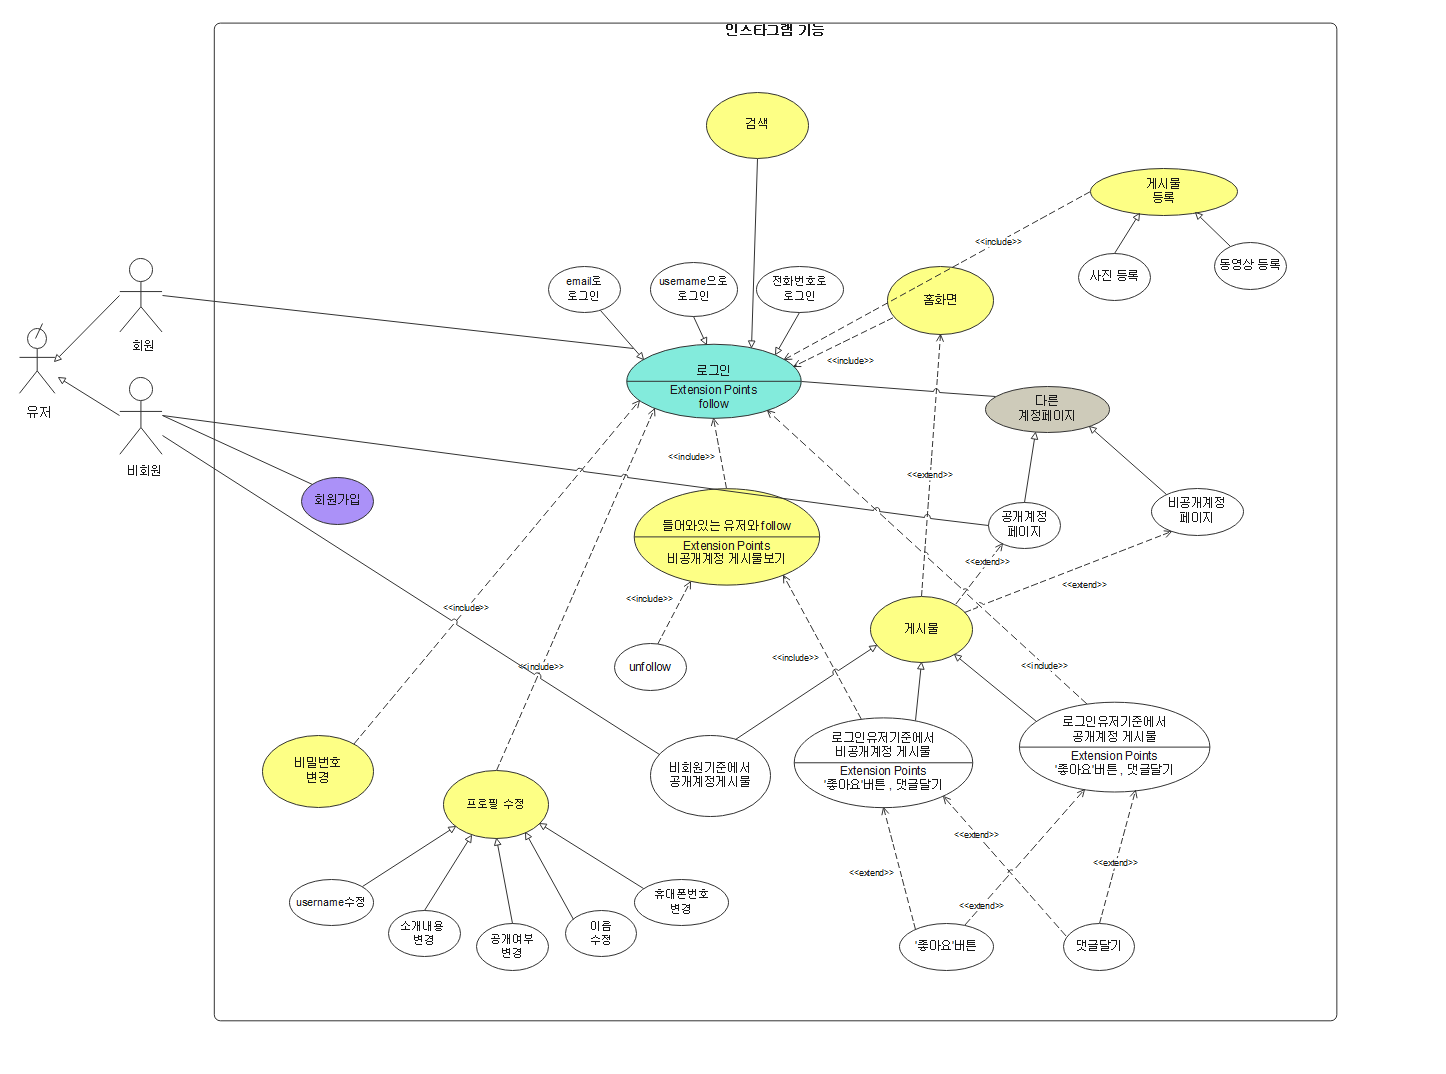 인스타그램 기능
검색
게시물
등록
<<include>>
사진 등록
동영상 등록
email로
로그인
username으로
로그인
전화번호로
로그인
홈화면
<<include>>
회원
유저
비회원
로그인
Extension Points
follow
다른
계정페이지
<<include>>
<<extend>>
회원가입
들어와있는 유저와 follow
Extension Points
비공개계정 게시물보기
공개계정
페이지
비공개계정
페이지
<<extend>>
<<extend>>
<<include>>
<<include>>
게시물
unfollow
<<include>>
<<include>>
<<include>>
비밀번호
변경
프로필 수정
비회원기준에서
공개계정게시물
로그인유저기준에서
비공개계정 게시물
Extension Points
'좋아요'버튼 , 댓글달기
로그인유저기준에서
공개계정 게시물
Extension Points
'좋아요'버튼 , 댓글달기
<<extend>>
<<extend>>
<<extend>>
<<extend>>
username수정
소개내용
변경
공개여부
변경
이름
수정
휴대폰번호
변경
'좋아요'버튼
댓글달기